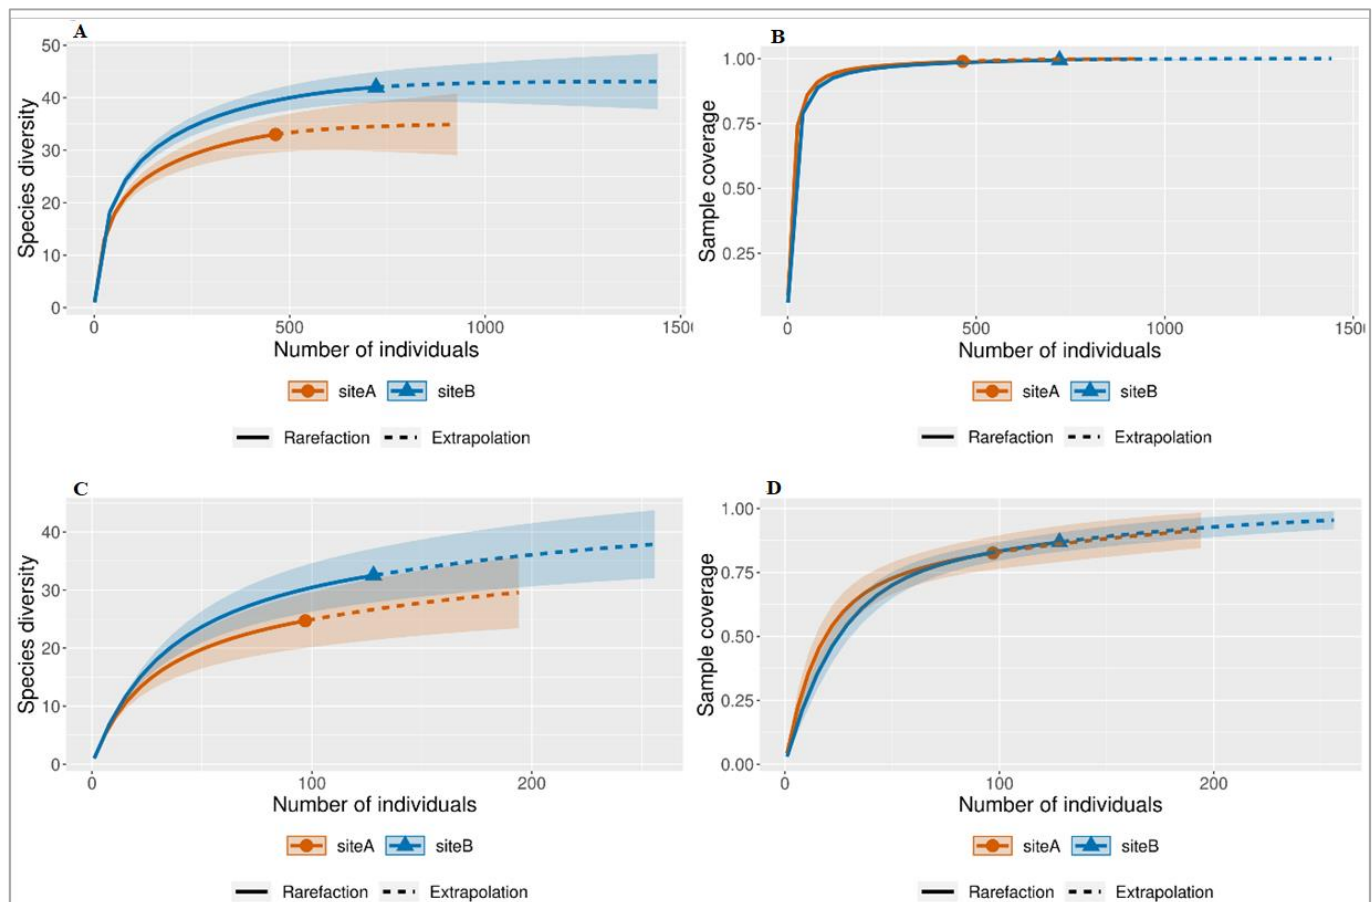 A
50
40
30
20
10
0
Species diversity
0 500 1000 150
Number of individuals
siteA siteB
Rarefaction Extrapolation
B
1.00
0.75
0.50
0.25
Sample coverage
0 500 1000 150
Number of individuals
siteA siteB
Rarefaction Extrapolation
C
40
30
20
10
0
Species diversity
0 100 200
Number of individuals
siteA siteB
Rarefaction Extrapolation
D
1.00
0.75
0.50
0.25
0.00
Sample coverage
0 100 200
Number of individuals
siteA siteB
Rarefaction Extrapolation